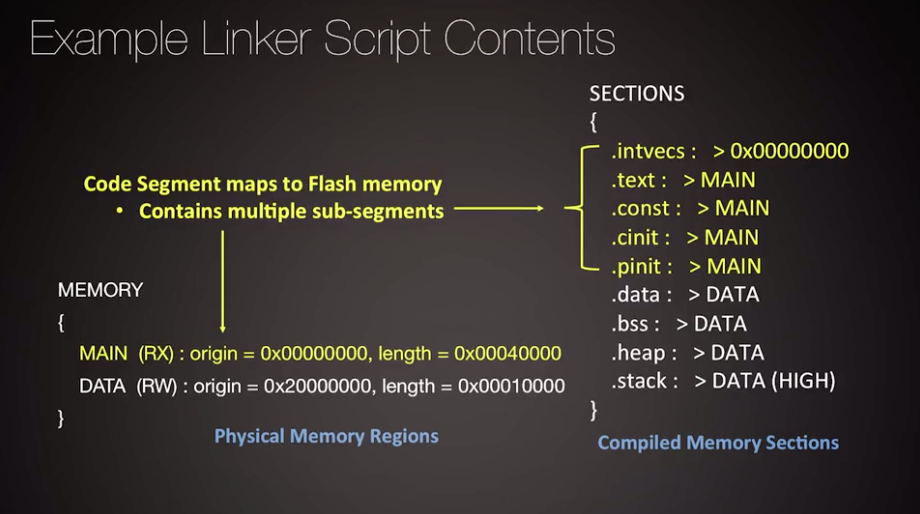 Example Linker Script Contents
SECTIONS
{
.intvecs : > 0x00000000
.text : > MAIN
.const : > MAIN
.cinit : > MAIN
.pinit : > MAIN
.data : > DATA
.bss : > DATA
.heap : > DATA
.stack : > DATA (HIGH)
}
Compiled Memory Sections
Code Segment maps to Flash memory
• Contains multiple sub-segments
MEMORY
{
MAIN (RX) : origin = 0x00000000, length = 0x00040000
DATA (RW) : origin = 0x20000000, length = 0x00010000
}
Physical Memory Regions